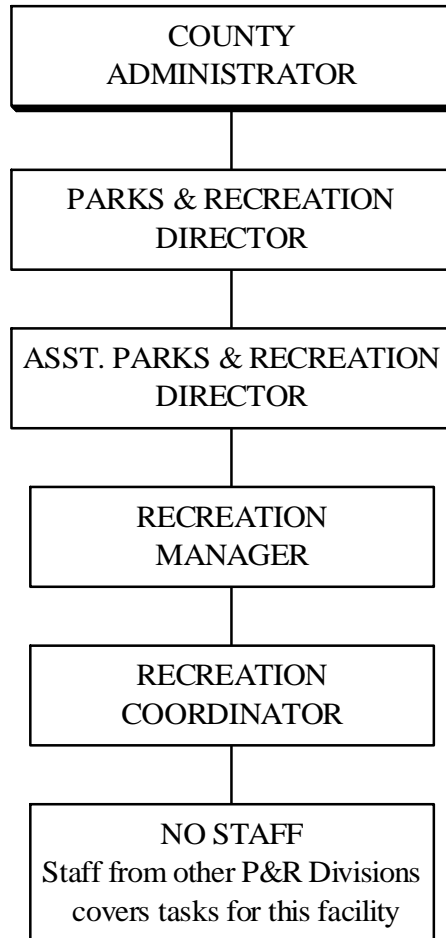 COUNTY
ADMINISTRATOR
PARKS & RECREATION
DIRECTOR
ASST. PARKS & RECREATION
DIRECTOR
RECREATION
MANAGER
RECREATION
COORDINATOR
NO STAFF
Staff from other P&R Divisions
covers tasks for this facility